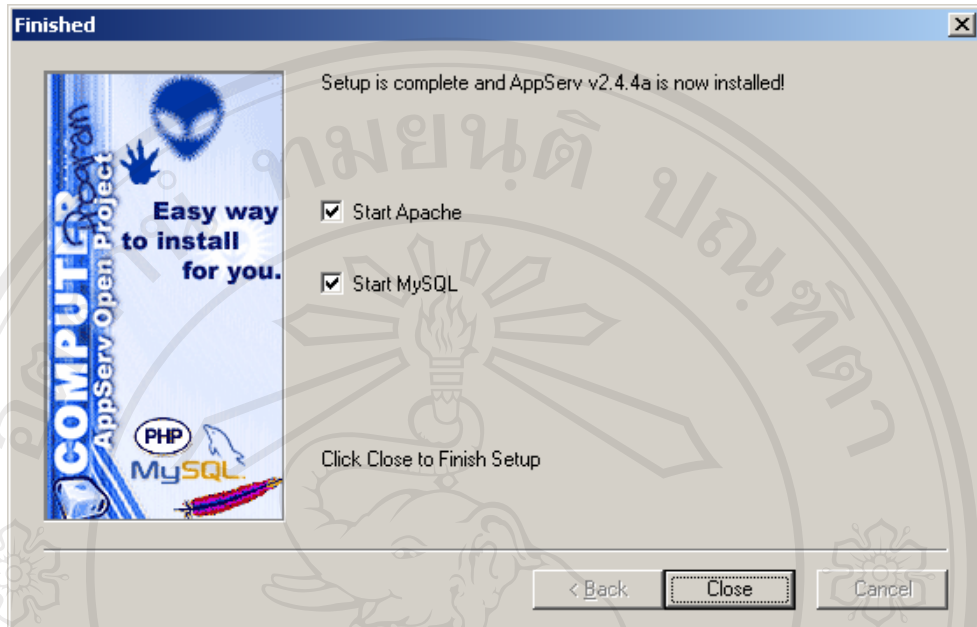 Finished
Setup is complete and AppServ v2.4.4a is now installed!
Easy way
to install
for you.
COMPUTER
Program
AppServ Open Project
PHP
MySQL
Start Apache
Start MySQL
Click Close to Finish Setup
< Back
Close
Cancel